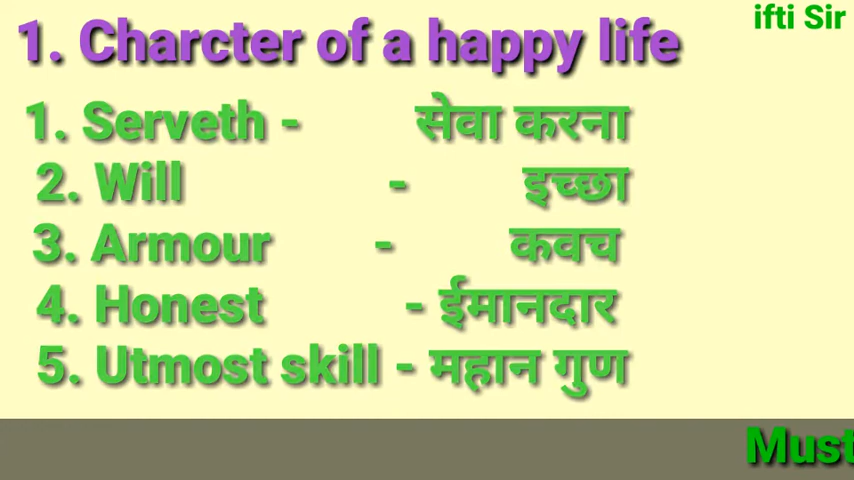 ifti Sir
1. Charcter of a happy life
1. Serveth - सेवा करना
2. Will - इच्छा
3. Armour - कवच
4. Honest - ईमानदार
5. Utmost skill - महान गुण
Must